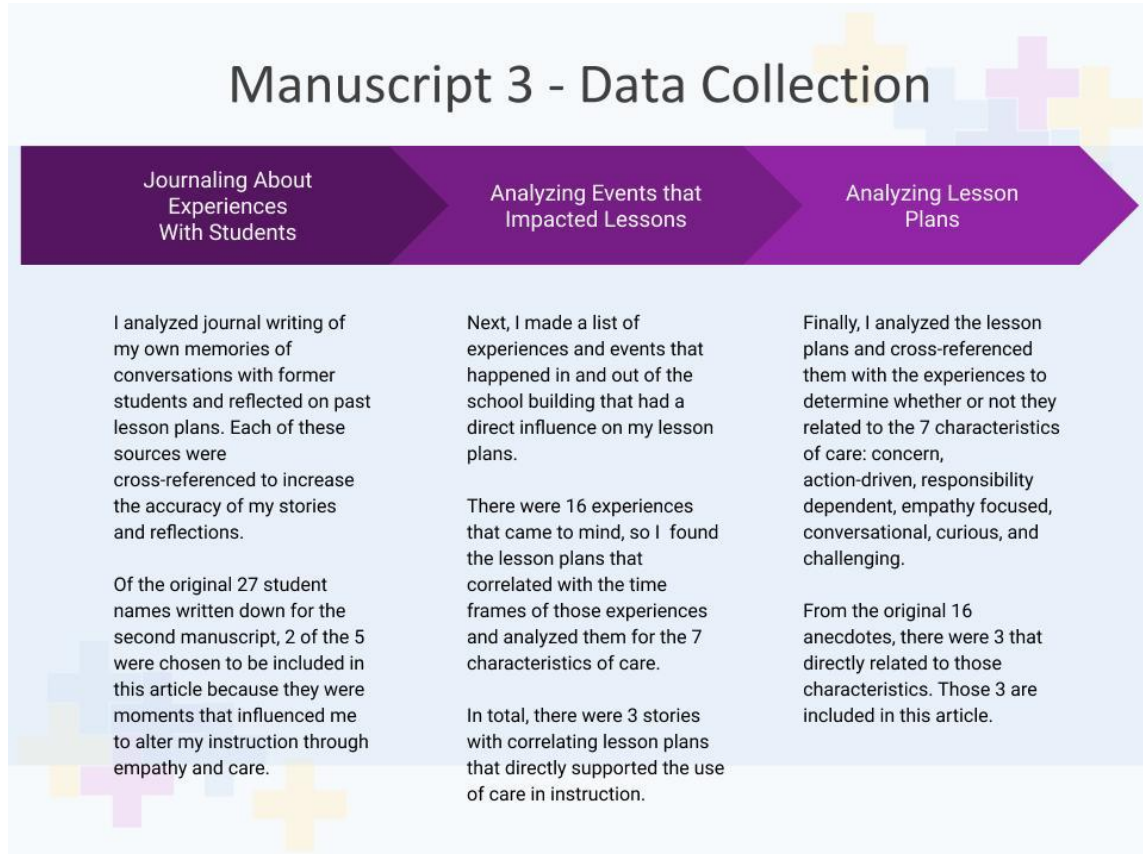 Manuscript 3 - Data Collection
Journaling About
Experiences
With Students
Analyzing Events that
Impacted Lessons
Analyzing Lesson
Plans
I analyzed journal writing of
my own memories of
conversations with former
students and reflected on past
lesson plans. Each of these
sources were
cross-referenced to increase
the accuracy of my stories
and reflections.
Of the original 27 student
names written down for the
second manuscript, 2 of the 5
were chosen to be included in
this article because they were
moments that influenced me
to alter my instruction through
empathy and care.
Next, I made a list of
experiences and events that
happened in and out of the
school building that had a
direct influence on my lesson
plans.
There were 16 experiences
that came to mind, so I found
the lesson plans that
correlated with the time
frames of those experiences
and analyzed them for the 7
characteristics of care.
In total, there were 3 stories
with correlating lesson plans
that directly supported the use
of care in instruction.
Finally, I analyzed the lesson
plans and cross-referenced
them with the experiences to
determine whether or not they
related to the 7 characteristics
of care: concern,
action-driven, responsibility
dependent, empathy focused,
conversational, curious, and
challenging.
From the original 16
anecdotes, there were 3 that
directly related to those
characteristics. Those 3 are
included in this article.